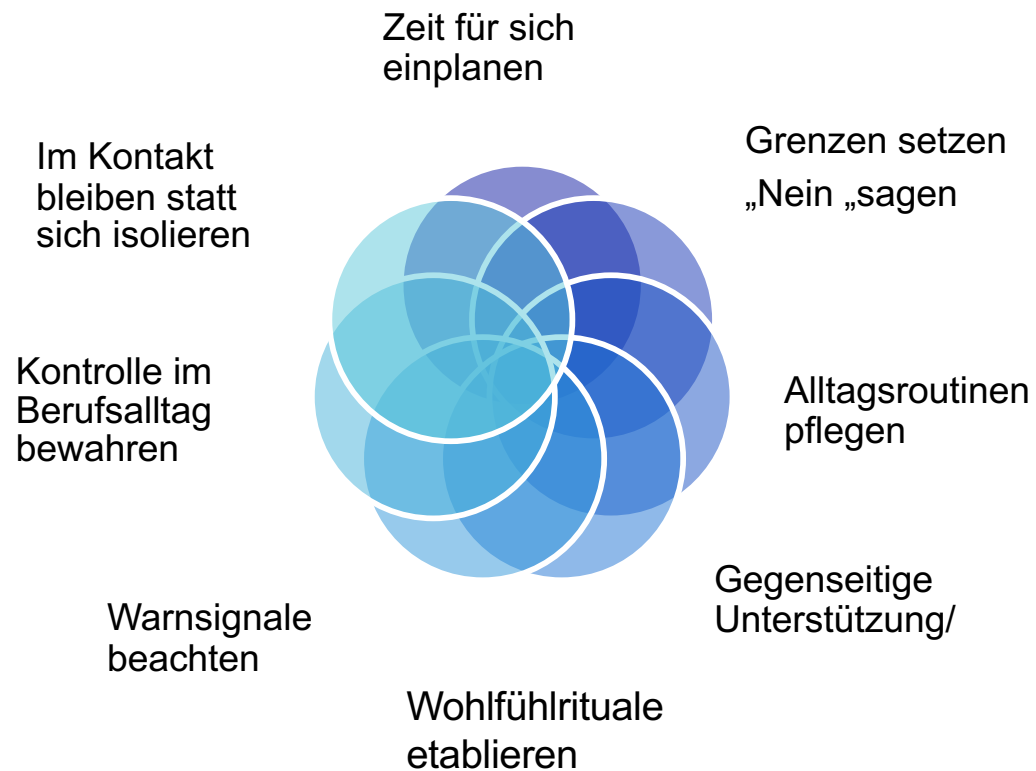 Zeit für sich
einplanen
Grenzen setzen
„Nein „sagen
Alltagsroutinen
pflegen
Gegenseitige
Unterstützung/
Wohlfühlrituale
etablieren
Warnsignale
beachten
Kontrolle im
Berufsalltag
bewahren
Im Kontakt
bleiben statt
sich isolieren